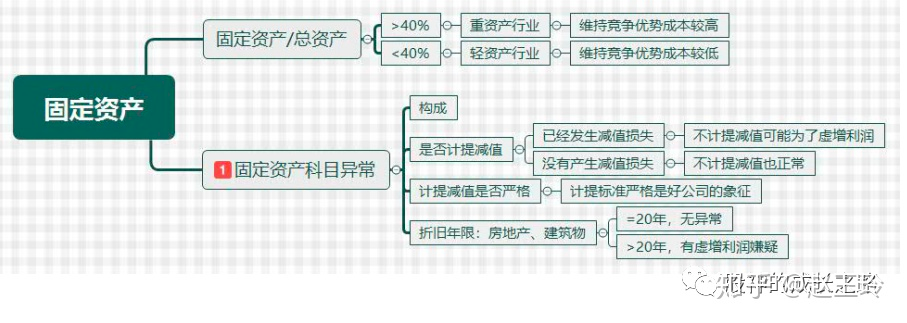 固定资产
固定资产/总资产
>40%
重资产行业
维持竞争优势成本较高
<40%
轻资产行业
维持竞争优势成本较低
1 固定资产科目异常
构成
是否计提减值
已经发生减值损失
不计提减值可能为了虚增利润
没有产生减值损失
不计提减值也正常
计提减值是否严格
计提标准严格是好公司的象征
折旧年限：房地产、建筑物
=20年，无异常
>20年，有虚增利润嫌疑